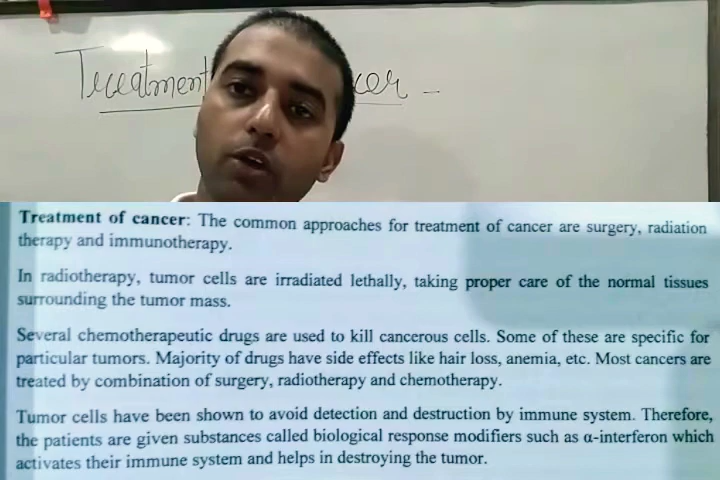 Treatment cer -
Treatment of cancer: The common approaches for treatment of cancer are surgery, radiation
therapy and immunotherapy.
In radiotherapy, tumor cells are irradiated lethally, taking proper care of the normal tissues
surrounding the tumor mass.
Several chemotherapeutic drugs are used to kill cancerous cells. Some of these are specific for
particular tumors. Majority of drugs have side effects like hair loss, anemia, etc. Most cancers are
treated by combination of surgery, radiotherapy and chemotherapy.
Tumor cells have been shown to avoid detection and destruction by immune system. Therefore,
the patients are given substances called biological response modifiers such as α-interferon which
activates their immune system and helps in destroying the tumor.